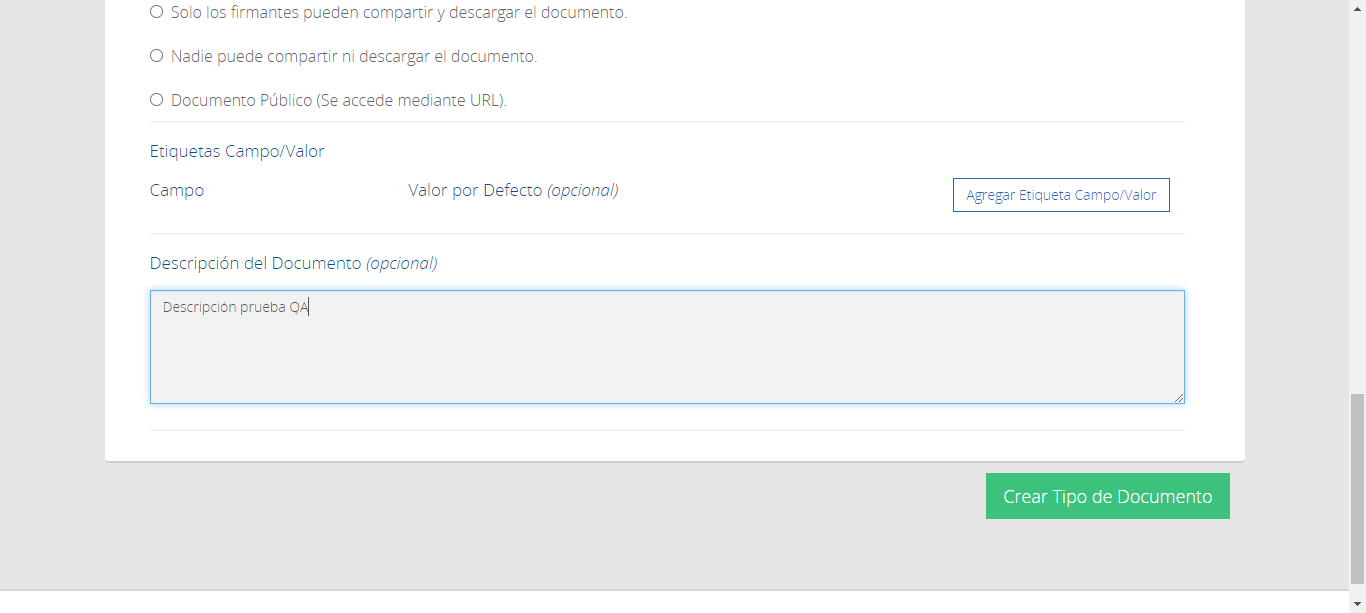 Solo los firmantes pueden compartir y descargar el documento.
Nadie puede compartir ni descargar el documento.
Documento Público (Se accede mediante URL).
Etiquetas Campo/Valor
Campo Valor por Defecto (opcional) Agregar Etiqueta Campo/Valor
Descripción del Documento (opcional)
Descripción prueba QA
Crear Tipo de Documento